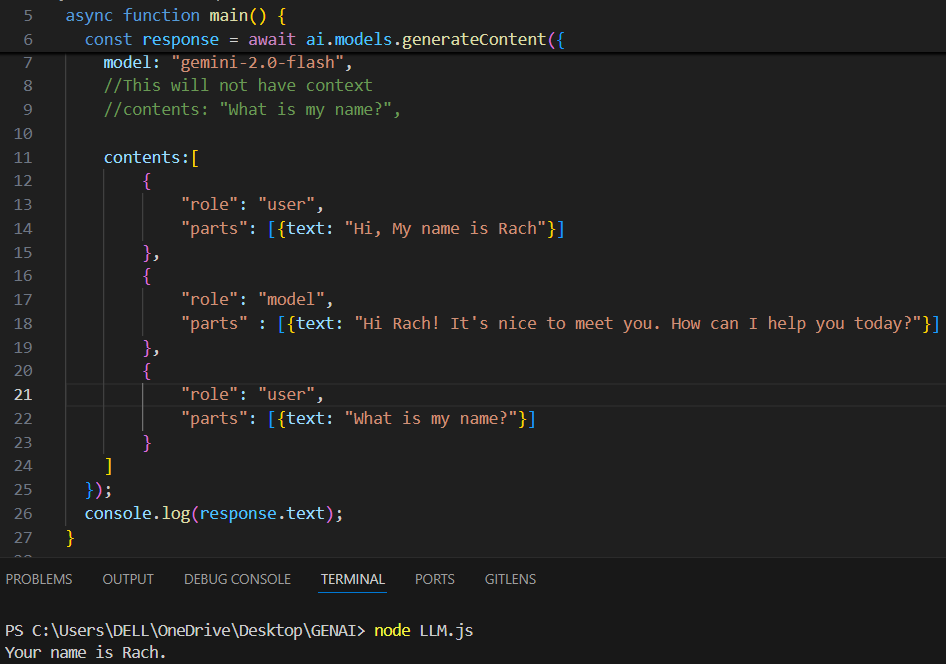 5 async function main() {
6 const response = await ai.models.generateContent({
7 model: "gemini-2.0-flash",
8 //This will not have context
9 //contents: "What is my name?",
10
11 contents:[
12 {
13 "role": "user",
14 "parts": [{text: "Hi, My name is Rach"}]
15 },
16 {
17 "role": "model",
18 "parts" : [{text: "Hi Rach! It's nice to meet you. How can I help you today?"}]
19 },
20 {
21 "role": "user",
22 "parts": [{text: "What is my name?"}]
23 }
24 ]
25 });
26 console.log(response.text);
27 }
PROBLEMS OUTPUT DEBUG CONSOLE TERMINAL PORTS GITLENS
PS C:\Users\DELL\OneDrive\Desktop\GENAI> node LLM.js
Your name is Rach.